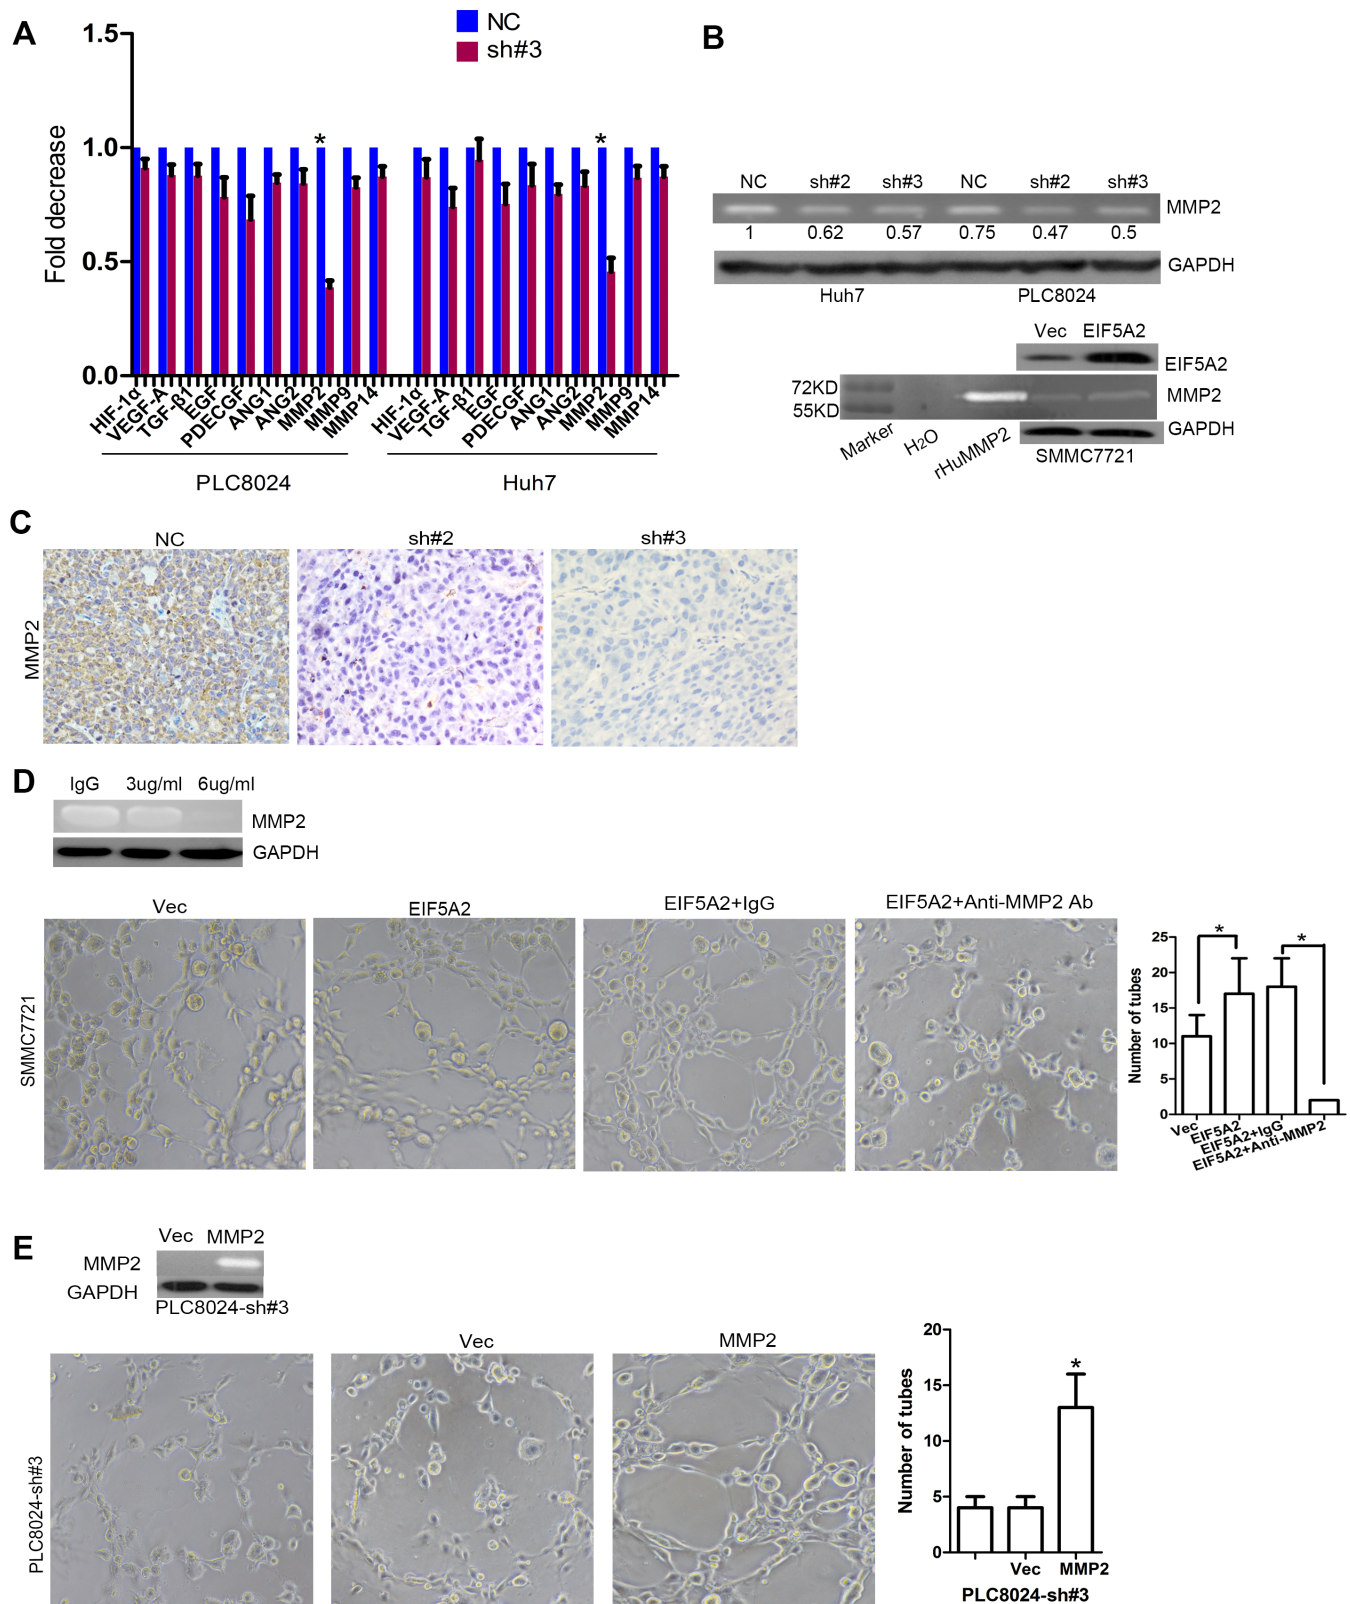 A
NC
sh#3
Fold decrease
1.5
1.0
0.5
0.0
*
*
HIF-1α
VEGF-A
TGF-β1
EGF
PDECGF
ANG1
ANG2
MMP2
MMP9
MMP14
HIF-1α
VEGF-A
TGF-β1
EGF
PDECGF
ANG1
ANG2
MMP2
MMP9
MMP14
PLC8024
Huh7
B
NC sh#2 sh#3 NC sh#2 sh#3
MMP2
1 0.62 0.57 0.75 0.47 0.5
GAPDH
Huh7 PLC8024
Vec EIF5A2
EIF5A2
72KD
MMP2
55KD
GAPDH
Marker H2O rHuMMP2
SMMC7721
C
NC sh#2 sh#3
MMP2
D
IgG 3ug/ml 6ug/ml
MMP2
GAPDH
Vec EIF5A2 EIF5A2+IgG EIF5A2+Anti-MMP2 Ab
SMMC7721
Number of tubes
25
20
15
10
5
0
*
*
Vec
EIF5A2
EIF5A2+IgG
EIF5A2+Anti-MMP2
E
Vec MMP2
MMP2
GAPDH
PLC8024-sh#3
Vec MMP2
PLC8024-sh#3
Number of tubes
20
15
10
5
0
*
Vec MMP2
PLC8024-sh#3